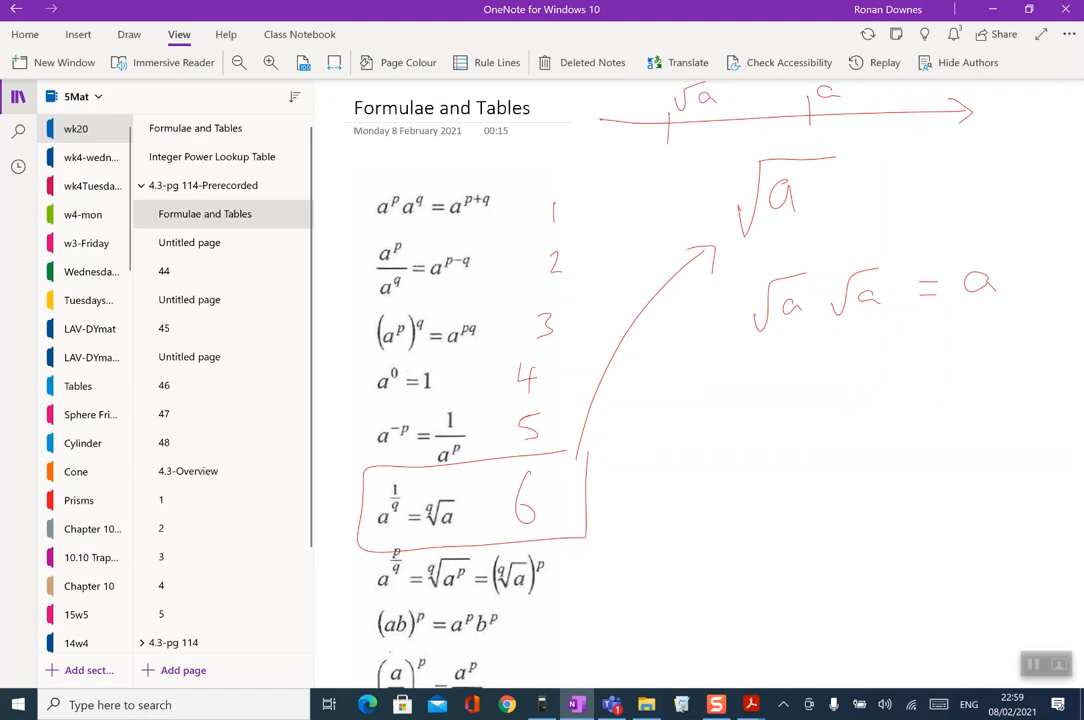 OneNote for Windows 10
Ronan Downes
Home Insert Draw View Help Class Notebook
Share
New Window Immersive Reader Page Colour Rule Lines Deleted Notes Translate Check Accessibility Replay Hide Authors
5Mat
wk20
wk4-wedn...
wk4Tuesda...
w4-mon
w3-Friday
Wednesda...
Tuesdays...
LAV-DYmat
LAV-DYma...
Tables
Sphere Fri...
Cylinder
Cone
Prisms
Chapter 10...
10.10 Trap...
Chapter 10
15w5
14w4
Add sect...
Formulae and Tables
Integer Power Lookup Table
4.3-pg 114-Prerecorded
Formulae and Tables
Untitled page
44
Untitled page
45
Untitled page
46
47
48
4.3-Overview
1
2
3
4
5
4.3-pg 114
Add page
Formulae and Tables
Monday 8 February 2021 00:15
√a a
√a
√a √a = a
a^p a^q = a^{p+q} 1
a^p/a^q = a^{p-q} 2
(a^p)^q = a^{pq} 3
a^0 = 1 4
a^{-p} = 1/a^p 5
a^{1/q} = ^q√a 6
a^{p/q} = ^q√a^p = (^q√a)^p
(ab)^p = a^p b^p
(a)^p = a^p
Type here to search
ENG
22:59
08/02/2021